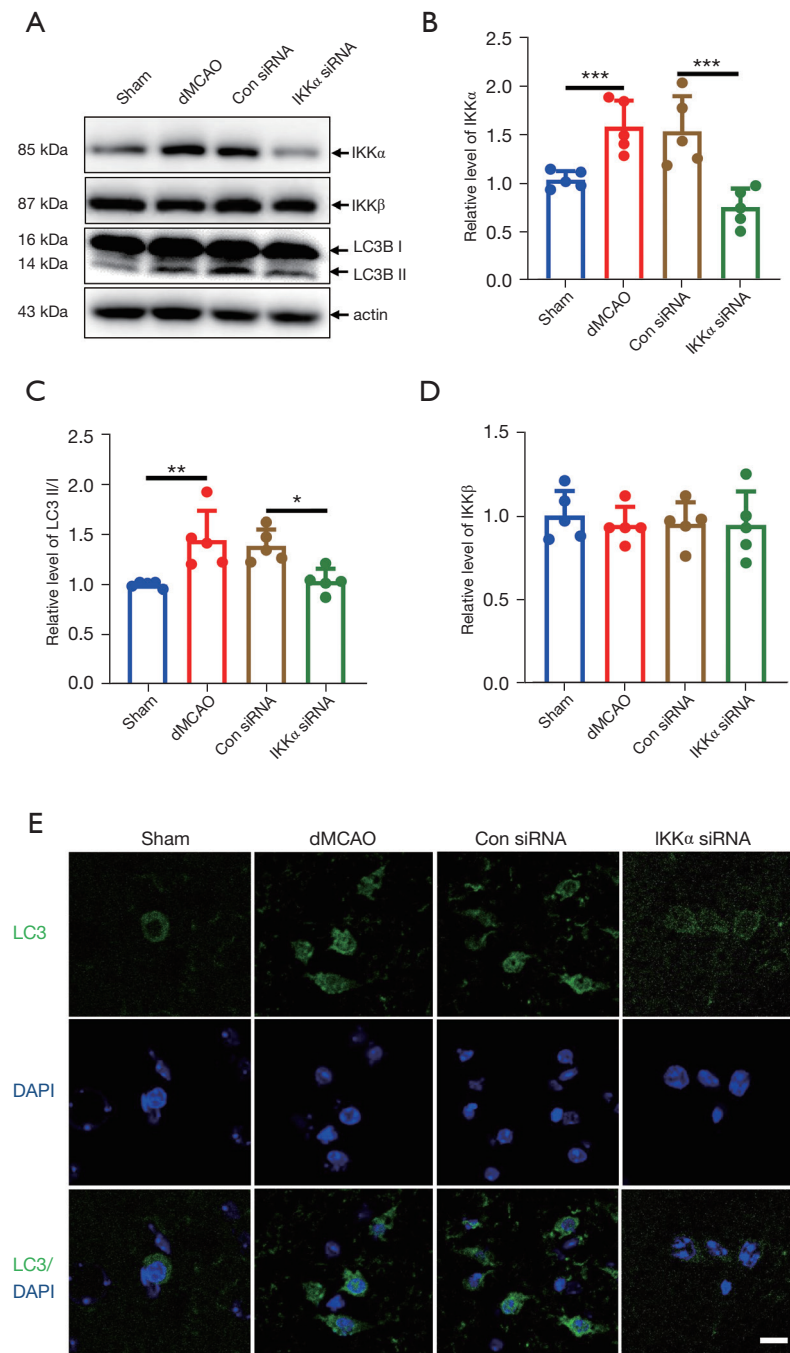 A
Sham
dMCAO
Con siRNA
IKKα siRNA
85 kDa
IKKα
87 kDa
IKKβ
16 kDa
LC3B I
14 kDa
LC3B II
43 kDa
actin
B
Relative level of IKKα
2.5
2.0
1.5
1.0
0.5
0.0
***
***
Sham
dMCAO
Con siRNA
IKKα siRNA
C
Relative level of LC3 II/I
2.5
2.0
1.5
1.0
0.5
0.0
**
*
Sham
dMCAO
Con siRNA
IKKα siRNA
D
Relative level of IKKβ
1.5
1.0
0.5
0.0
Sham
dMCAO
Con siRNA
IKKα siRNA
E
Sham
dMCAO
Con siRNA
IKKα siRNA
LC3
DAPI
LC3/
DAPI